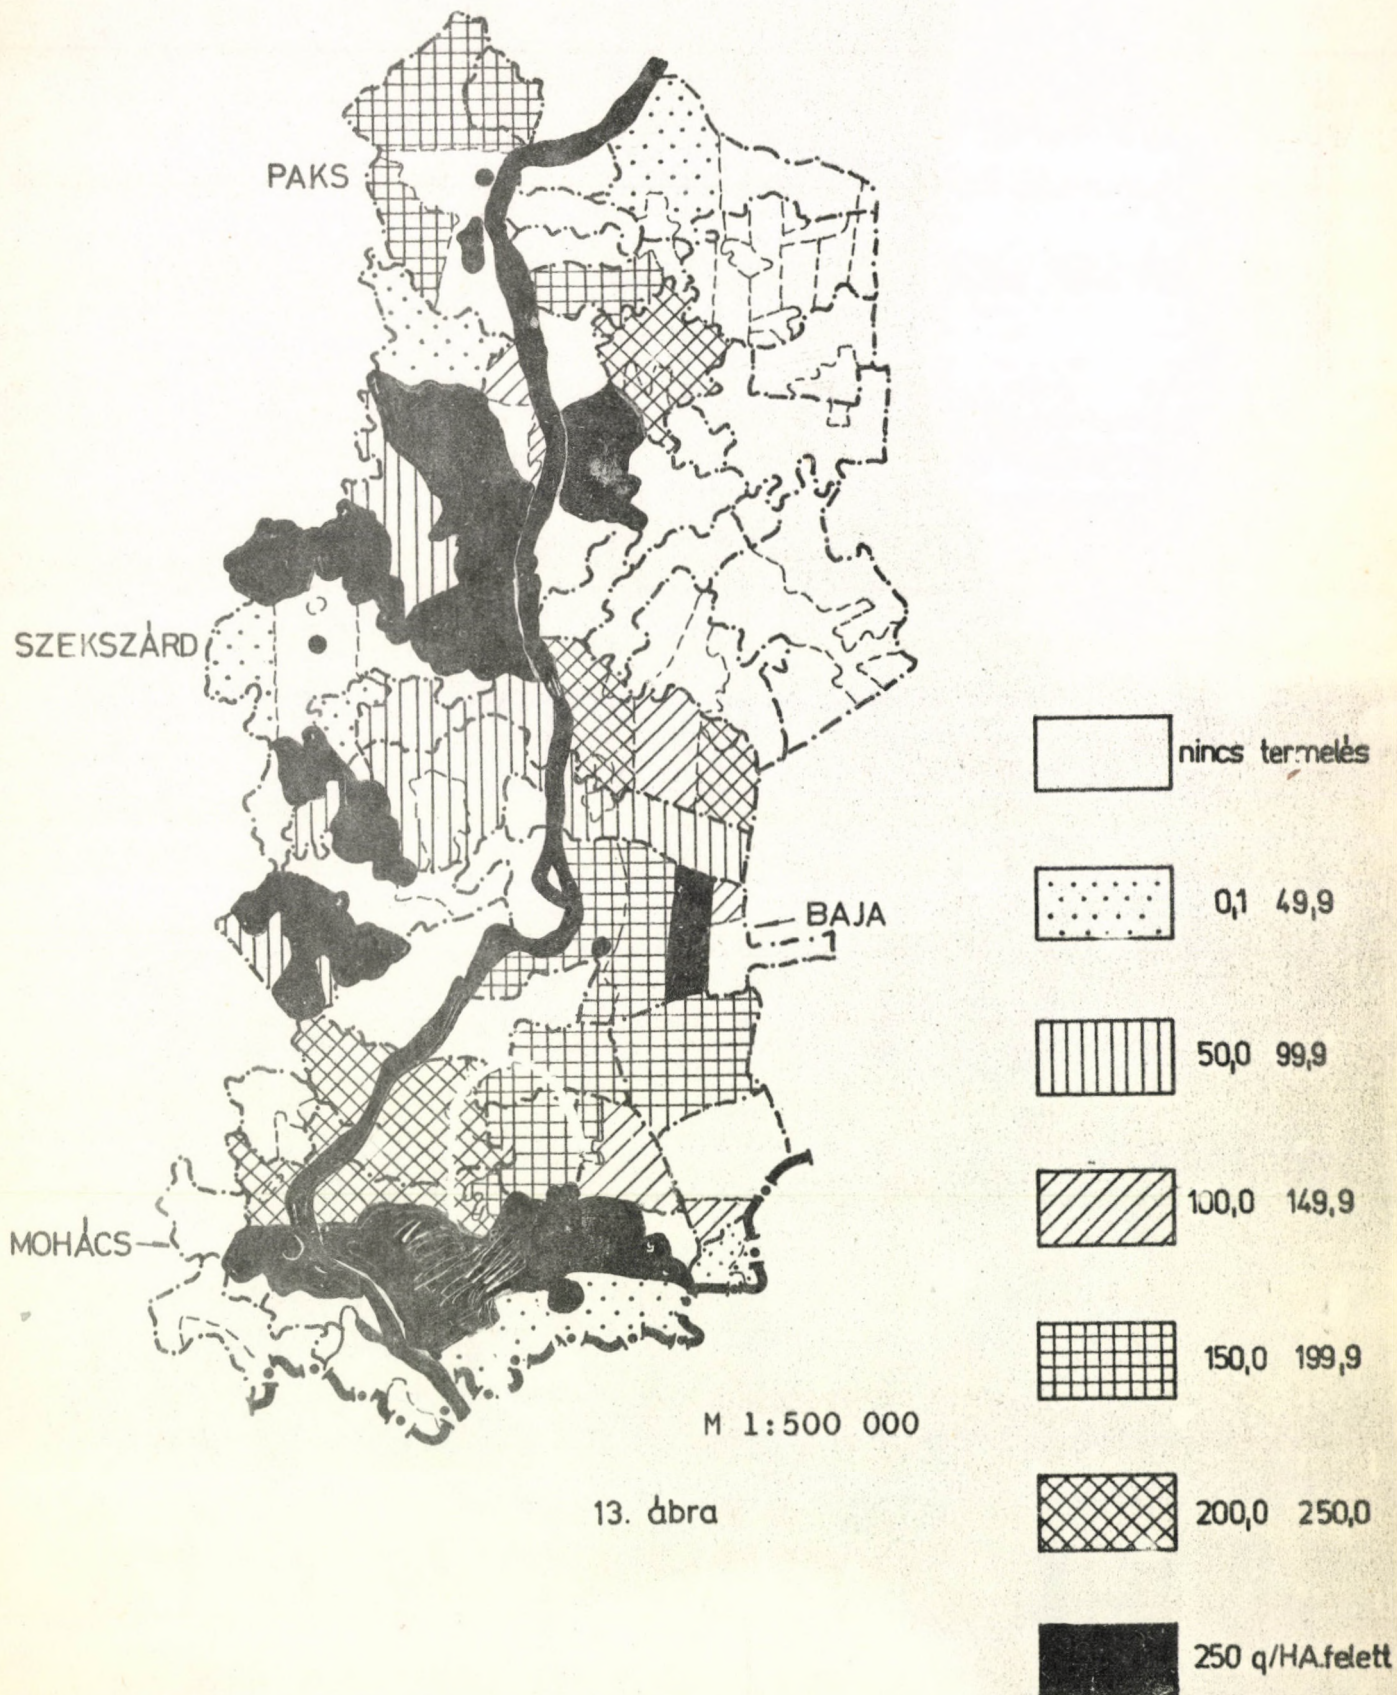 PAKS
SZEKSZÁRD
nincs termelés
0,1 49,9
BAJA
50,0 99,9
100,0 149,9
MOHÁCS
150,0 199,9
M 1:500 000
200,0 250,0
13. ábra
250 q/HA.felett